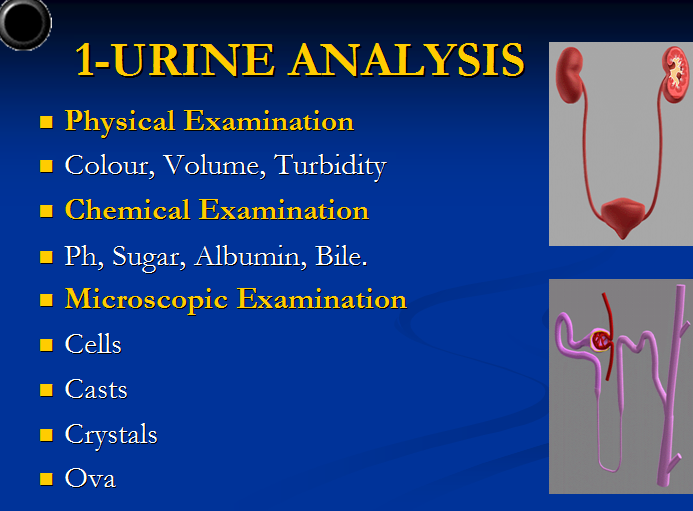 1-URINE ANALYSIS
Physical Examination
Colour, Volume, Turbidity
Chemical Examination
Ph, Sugar, Albumin, Bile.
Microscopic Examination
Cells
Casts
Crystals
Ova